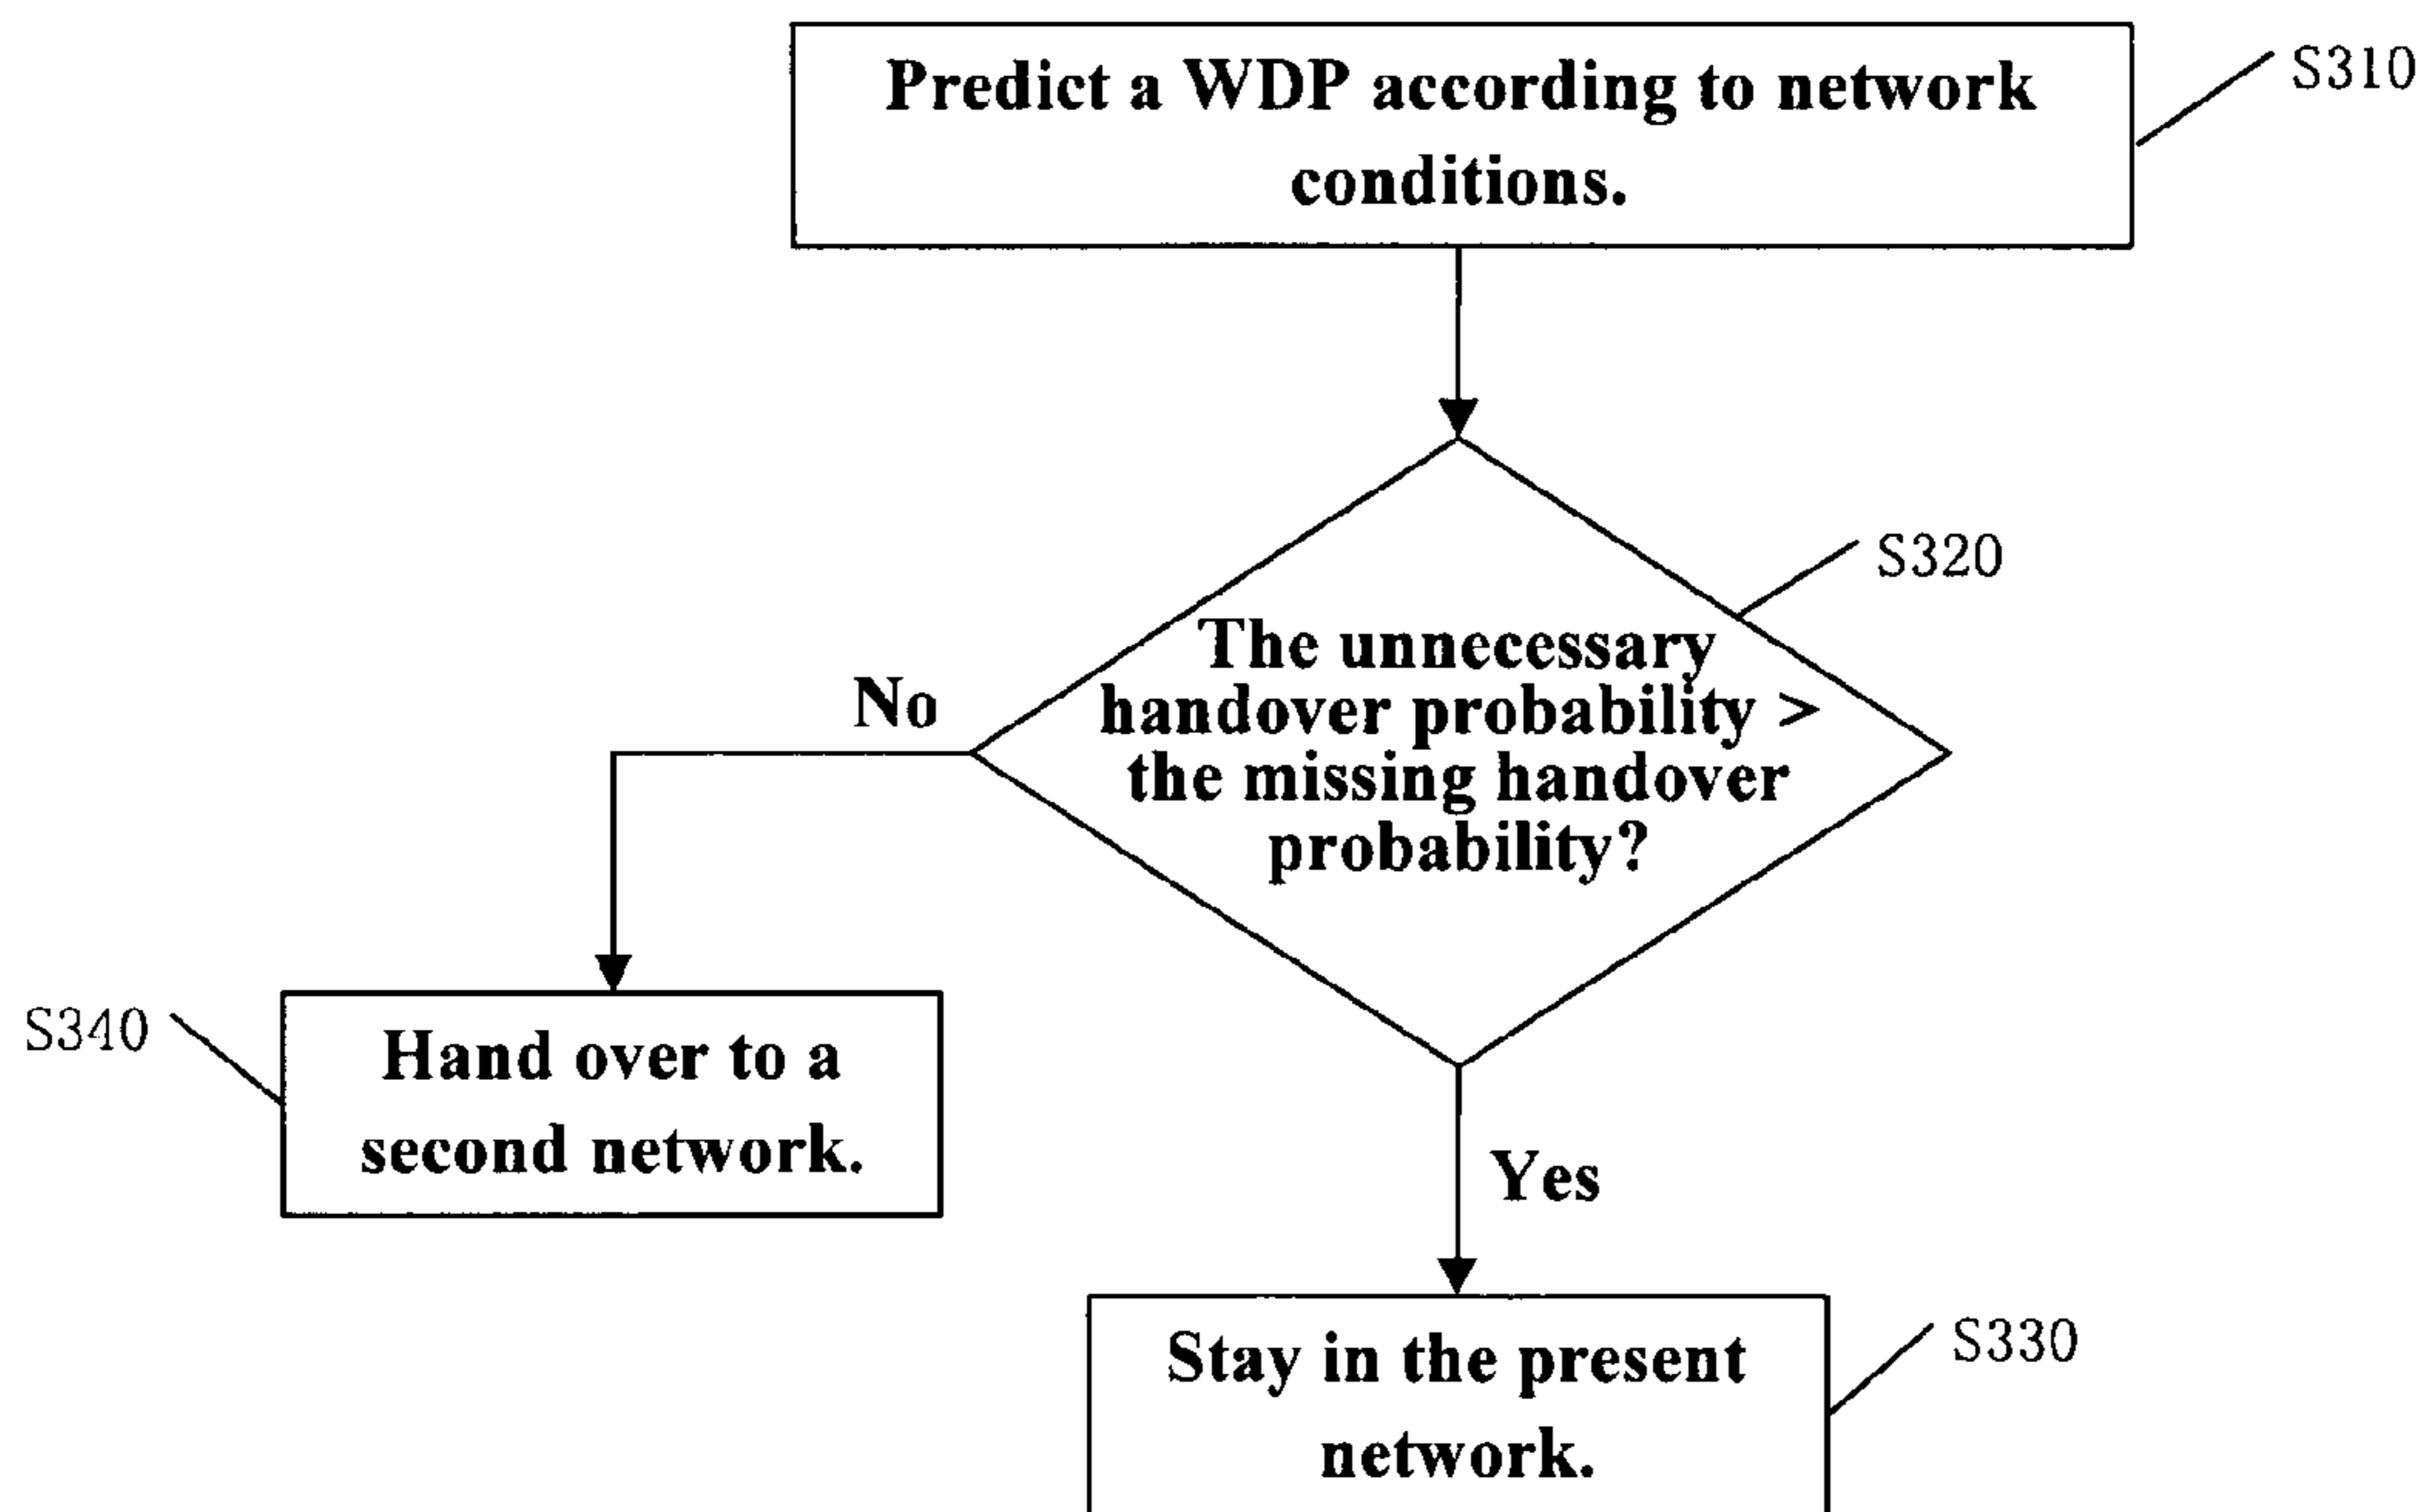 Predict a WDP according to network
conditions.
S310
S320
The unnecessary
handover probability >
the missing handover
probability?
No
S340
Hand over to a
second network.
Yes
Stay in the present
network.
S330